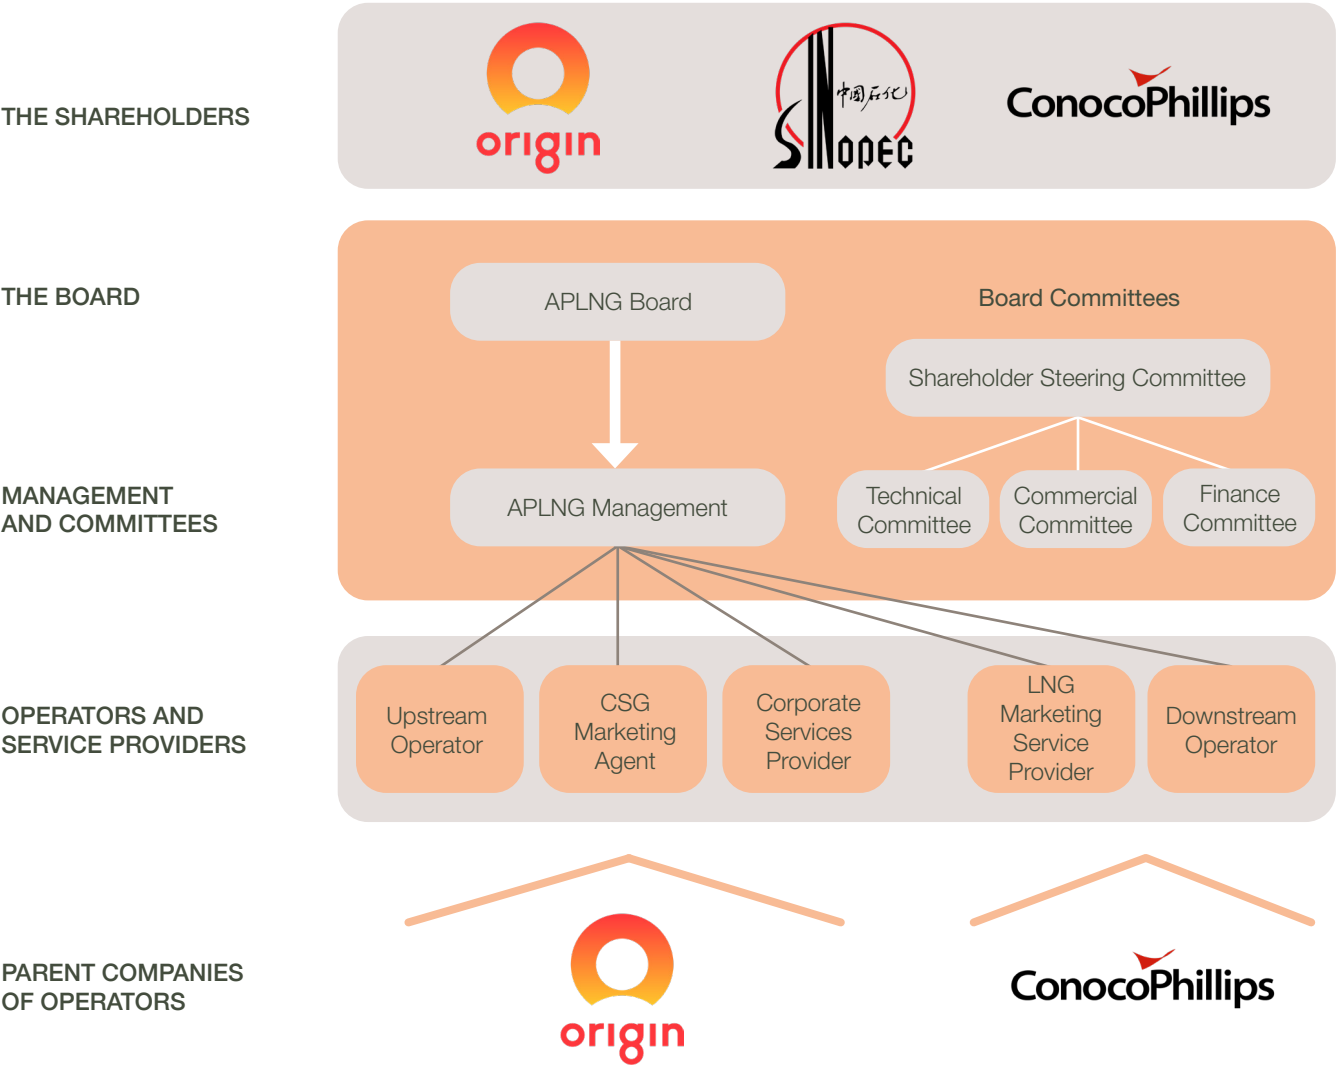 THE SHAREHOLDERS
origin
中国石化
SINOPEC
ConocoPhillips
THE BOARD
APLNG Board
Board Committees
Shareholder Steering Committee
MANAGEMENT
AND COMMITTEES
APLNG Management
Technical
Committee
Commercial
Committee
Finance
Committee
OPERATORS AND
SERVICE PROVIDERS
Upstream
Operator
CSG
Marketing
Agent
Corporate
Services
Provider
LNG
Marketing
Service
Provider
Downstream
Operator
PARENT COMPANIES
OF OPERATORS
origin
ConocoPhillips